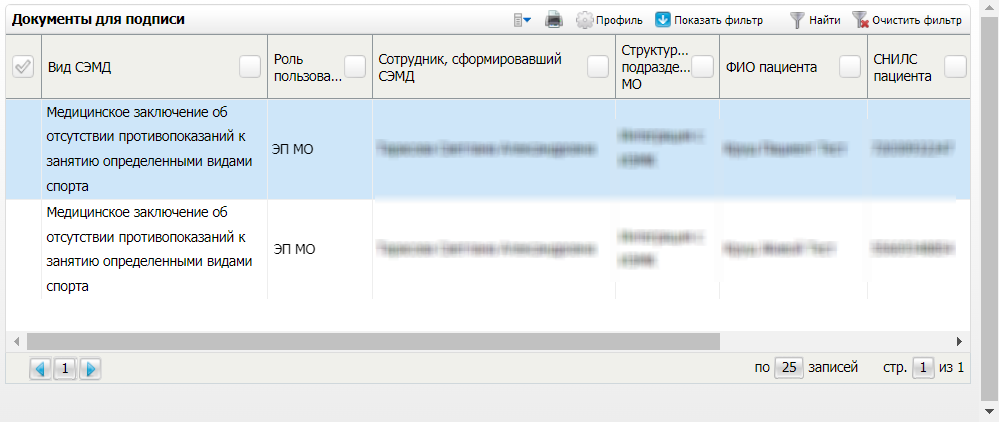 Документы для подписи
Профиль
Показать фильтр
Найти
Очистить фильтр
Вид СЭМД
Роль
пользова...
Сотрудник, сформировавший
СЭМД
Структур...
подразде...
МО
ФИО пациента
СНИЛС
пациента
Медицинское заключение об
отсутствии противопоказаний к
занятию определенными видами
спорта
ЭП МО
Медицинское заключение об
отсутствии противопоказаний к
занятию определенными видами
спорта
ЭП МО
1
по 25 записей
стр. 1 из 1